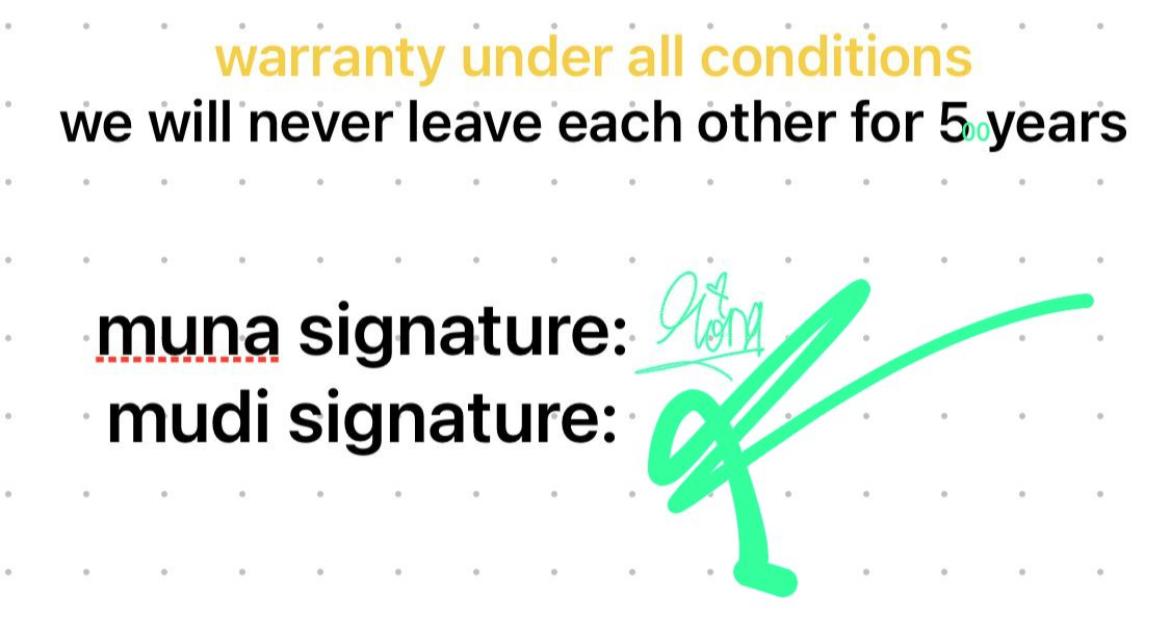 warranty under all conditions
we will never leave each other for 500 years
muna signature:
mudi signature: